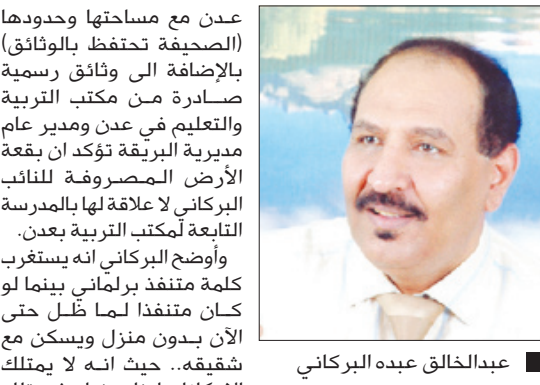 عدن مع مساحتها وحدودها
(الصحيفة تحتفظ بالوثائق)
بالإضافة الى وثائق رسمية
صادرة من مكتب التربية
والتعليم في عدن ومدير عام
مديرية البريقة تؤكد ان بقعة
الأرض المصروفة للنائب
البركاني لا علاقة لها بالمدرسة
التابعة لمكتب التربية بعدن.
وأوضح البركاني انه يستغرب
كلمة متنفذ برلماني بينما لو
كان متنفذا لما ظل حتى
الآن بدون منزل ويسكن مع
شقيقه.. حيث انه لا يمتلك
عبدالخالق عبده البركاني